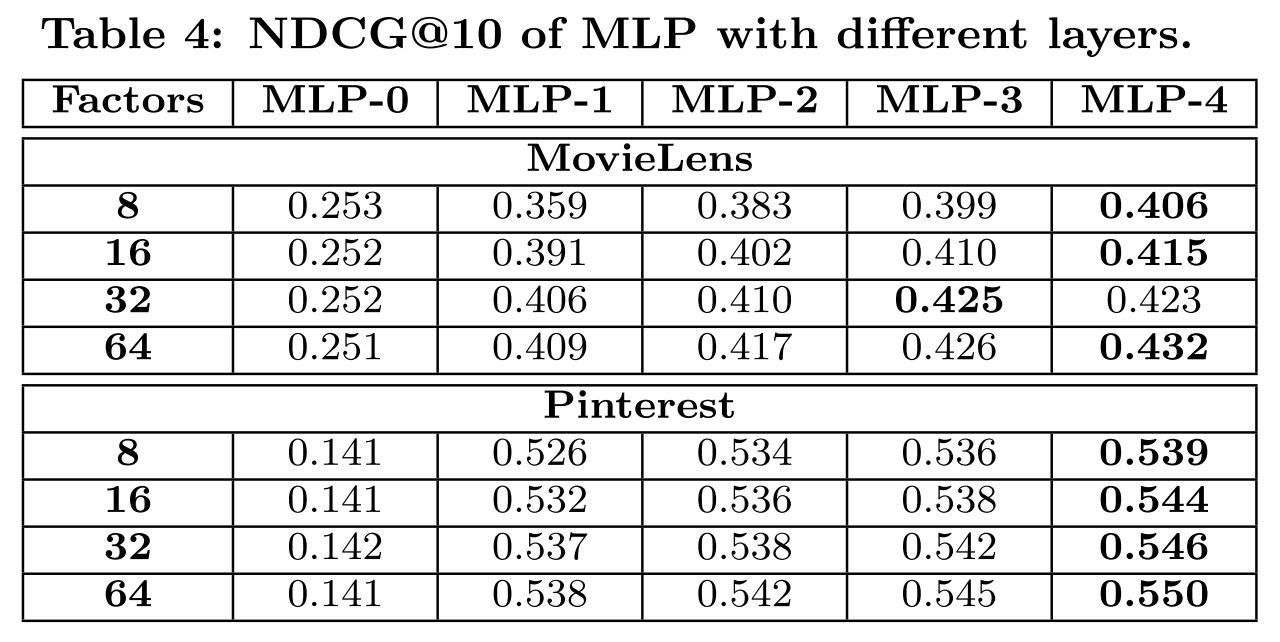 Table 4: NDCG@10 of MLP with different layers.
Factors MLP-0 MLP-1 MLP-2 MLP-3 MLP-4
MovieLens
8 0.253 0.359 0.383 0.399 0.406
16 0.252 0.391 0.402 0.410 0.415
32 0.252 0.406 0.410 0.425 0.423
64 0.251 0.409 0.417 0.426 0.432
Pinterest
8 0.141 0.526 0.534 0.536 0.539
16 0.141 0.532 0.536 0.538 0.544
32 0.142 0.537 0.538 0.542 0.546
64 0.141 0.538 0.542 0.545 0.550